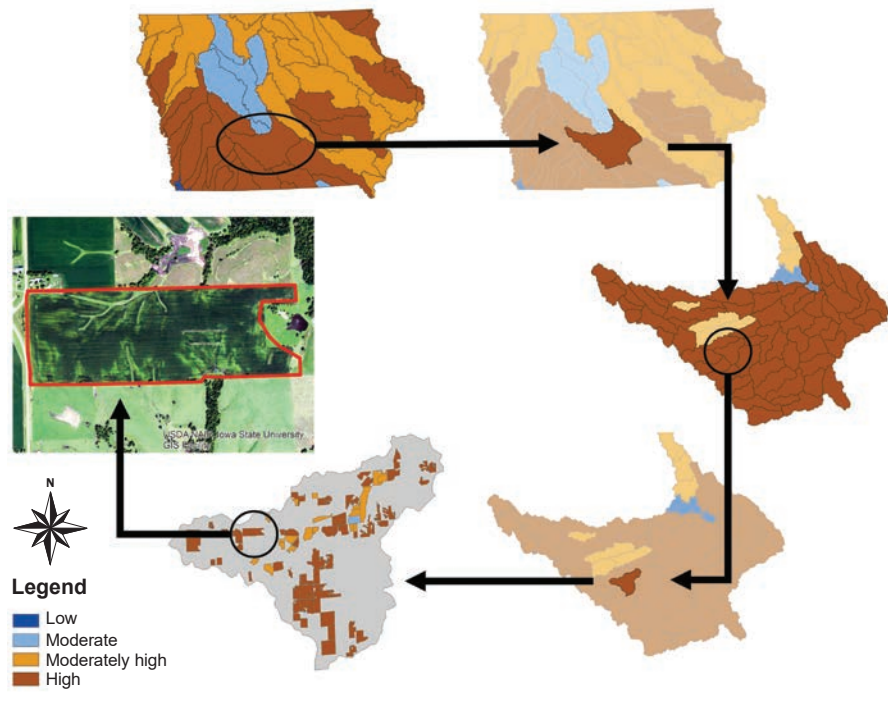 USDA NAIP, Iowa State University
GIS
N
Legend
Low
Moderate
Moderately high
High